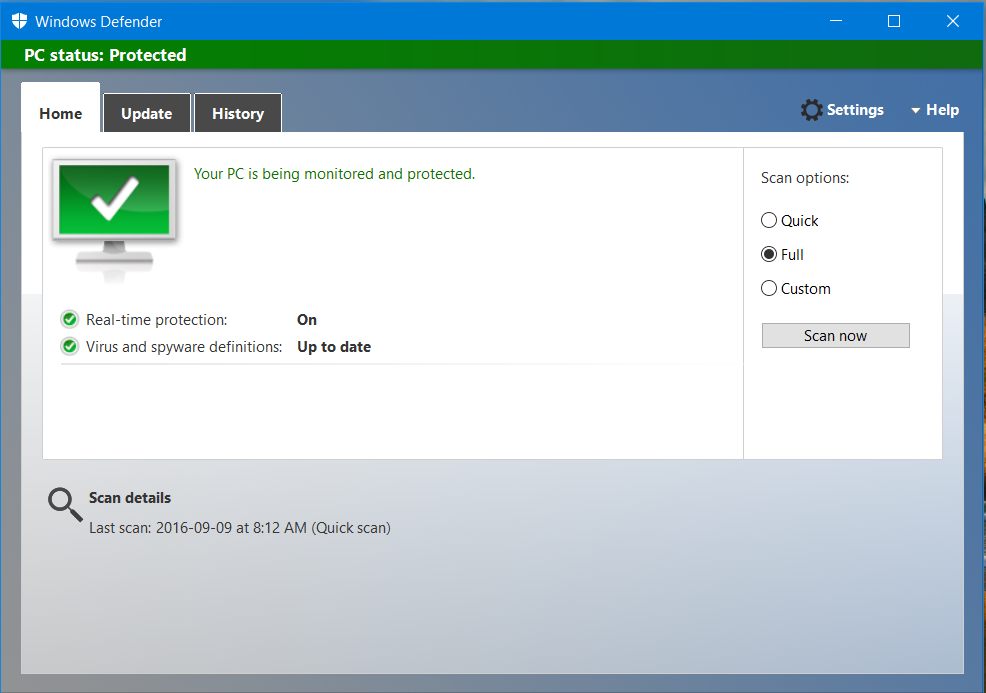 Windows Defender
PC status: Protected
Home
Update
History
Settings
Help
Your PC is being monitored and protected.
Real-time protection: On
Virus and spyware definitions: Up to date
Scan options:
Quick
Full
Custom
Scan now
Scan details
Last scan: 2016-09-09 at 8:12 AM (Quick scan)